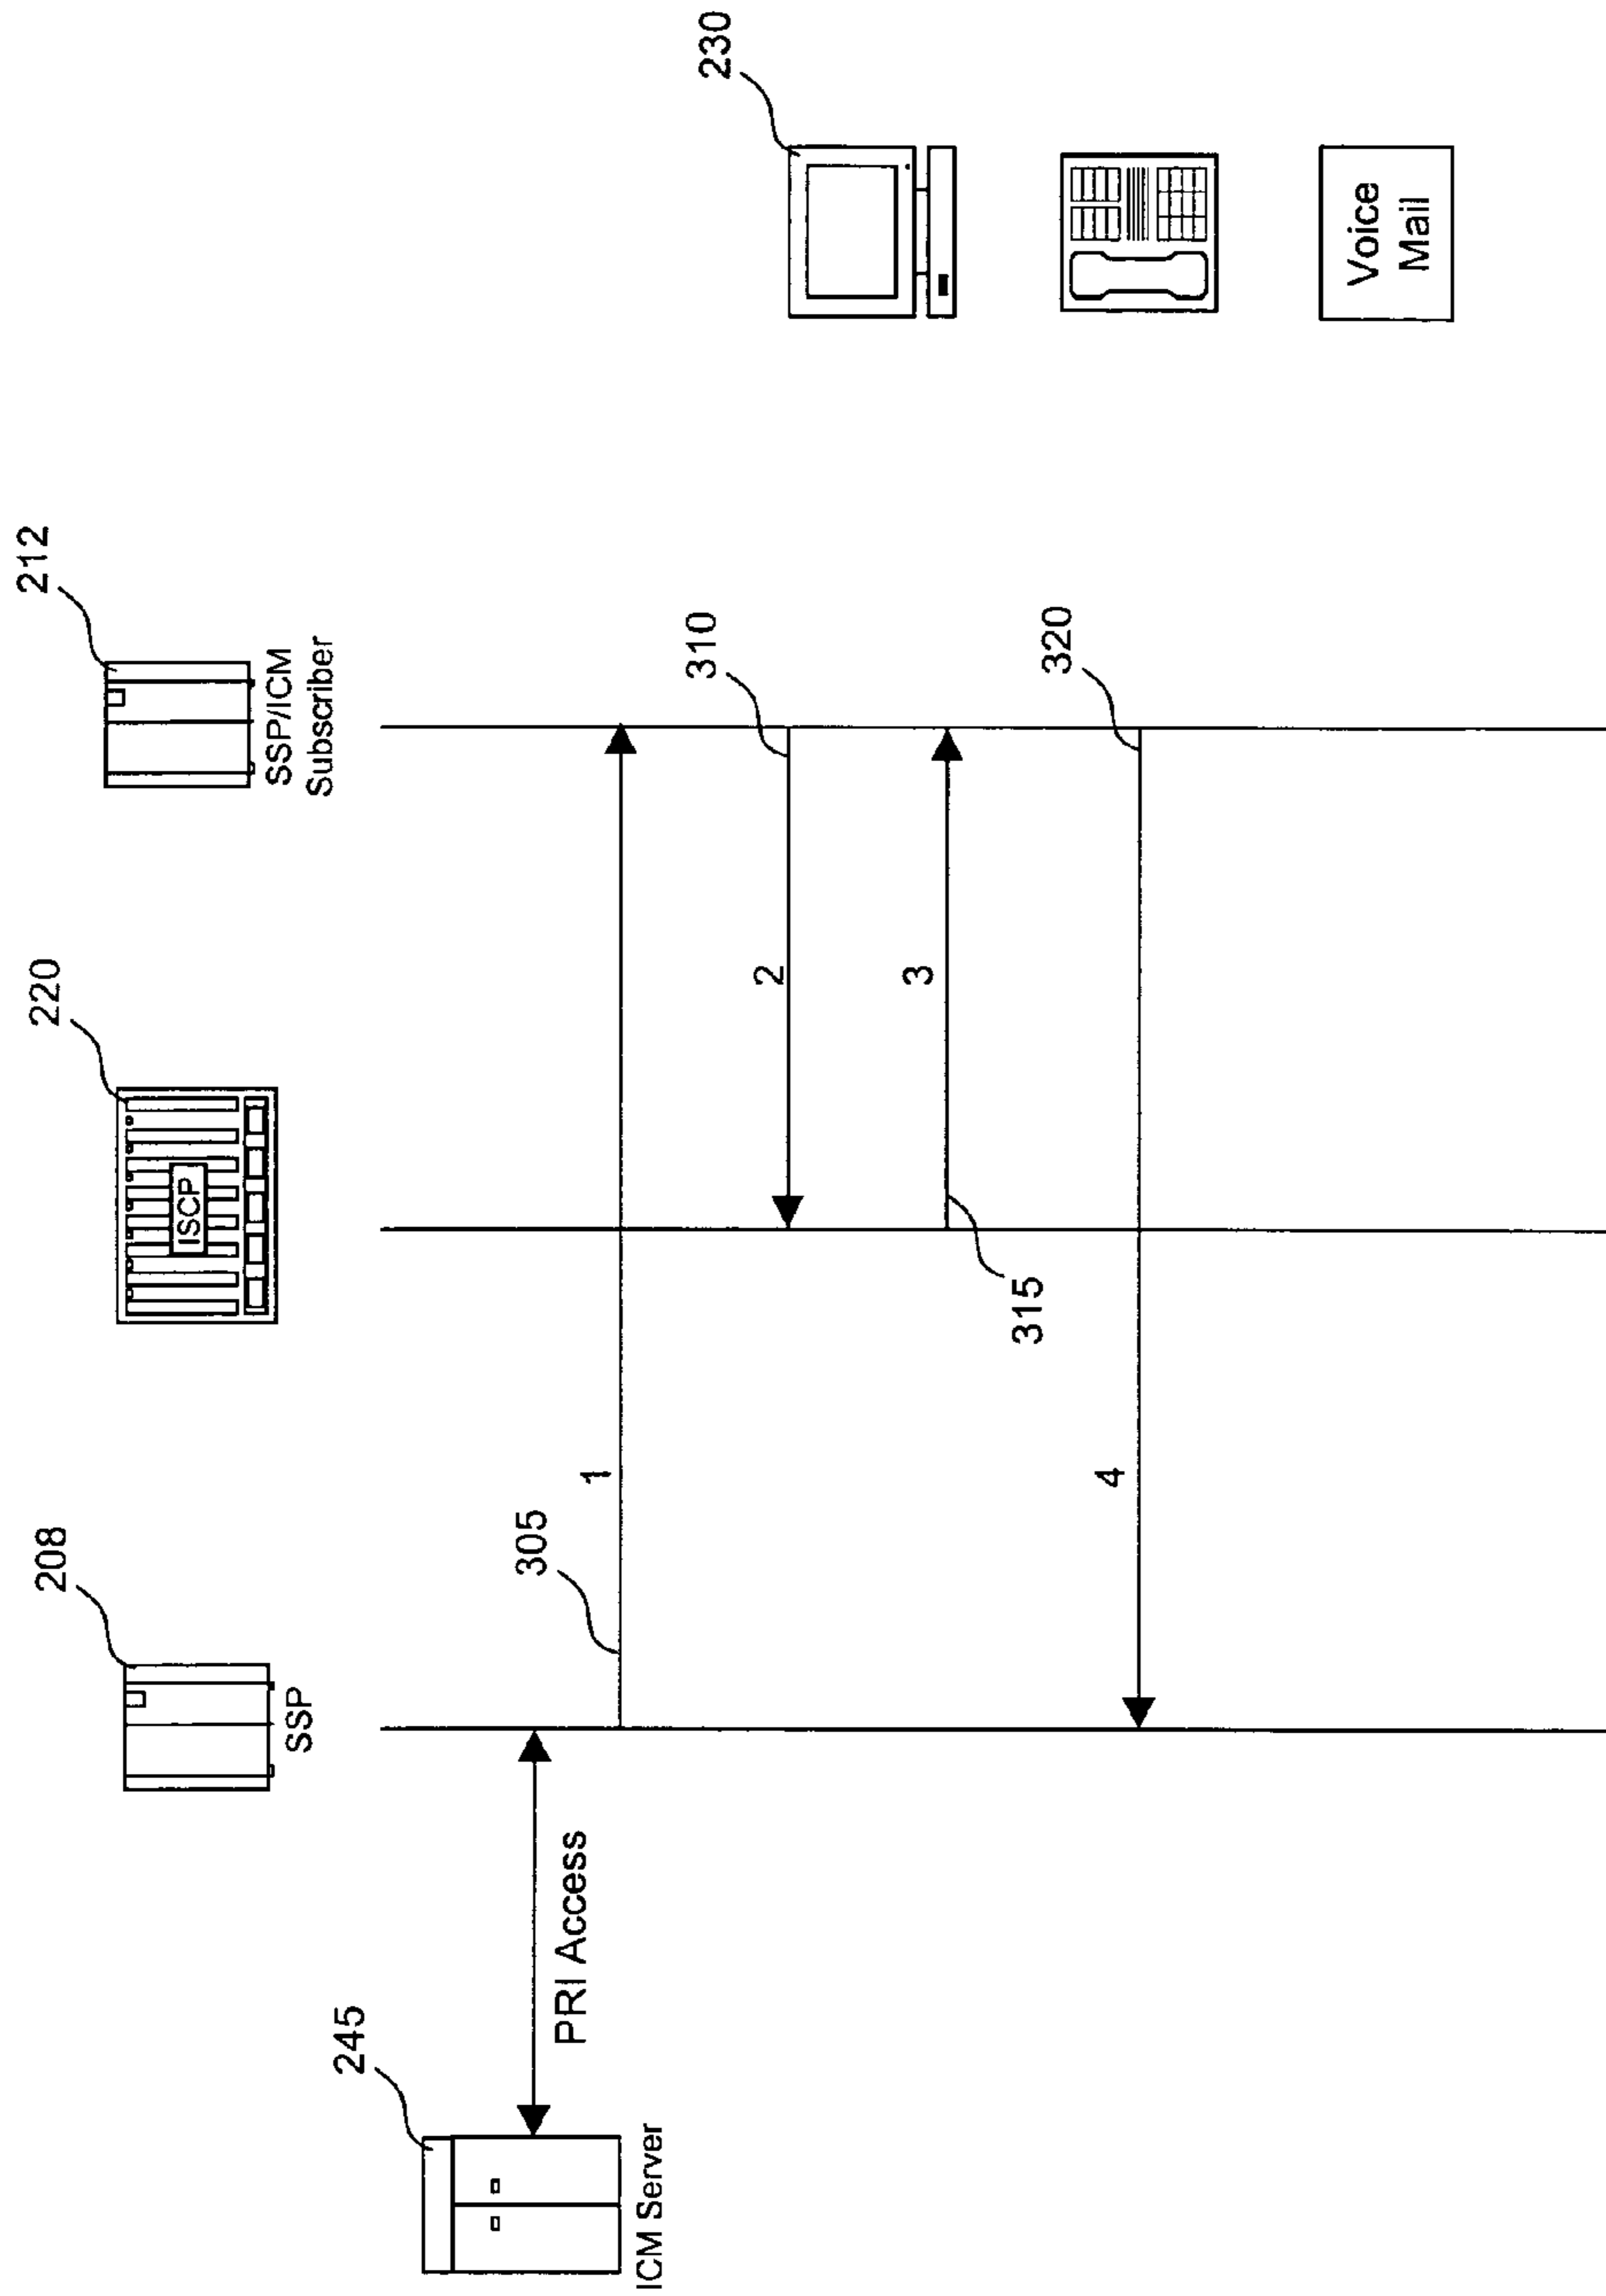 212
220
208
245
230
SSP/ICM
Subscriber
ISCP
SSP
ICM Server
PRI Access
305
1
310
2
3
315
320
4
Voice
Mail